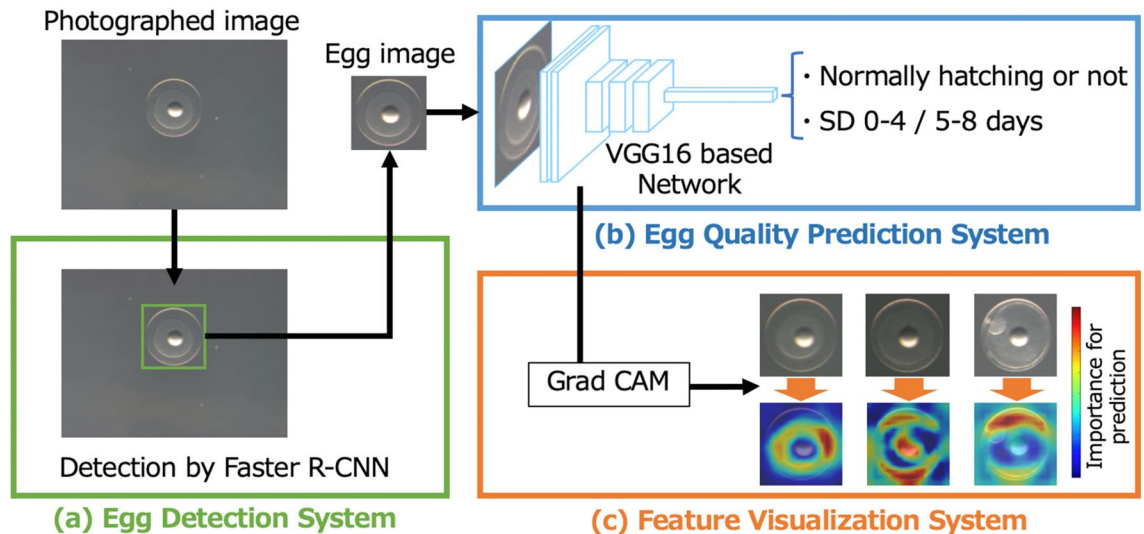 Photographed image
Egg image
・Normally hatching or not
・SD 0-4 / 5-8 days
VGG16 based
Network
(b) Egg Quality Prediction System
Detection by Faster R-CNN
(a) Egg Detection System
Grad CAM
Importance for
prediction
(c) Feature Visualization System